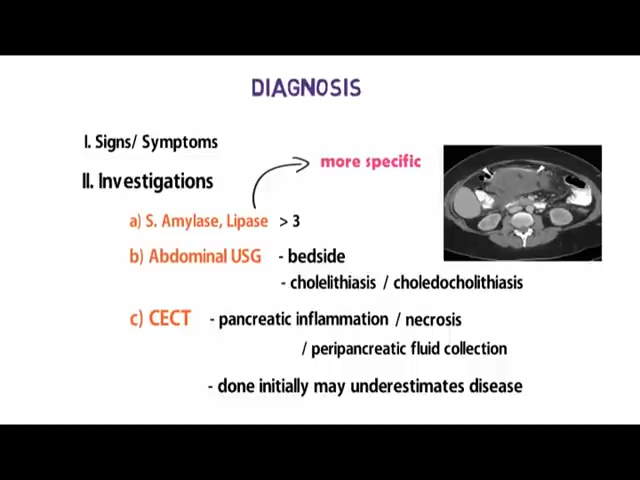 DIAGNOSIS
I. Signs/ Symptoms
more specific
II. Investigations
a) S. Amylase, Lipase > 3
b) Abdominal USG - bedside
- cholelithiasis / choledocholithiasis
c) CECT - pancreatic inflammation / necrosis
/ peripancreatic fluid collection
- done initially may underestimates disease